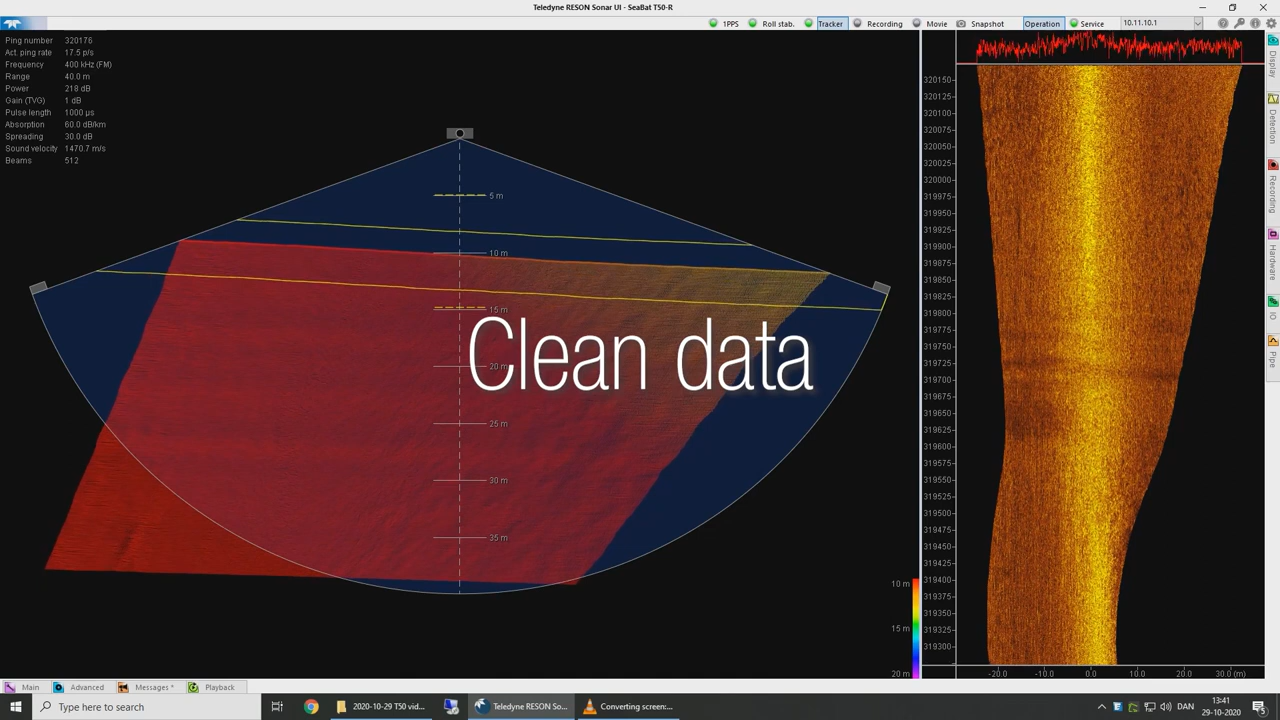 Teledyne RESON Sonar UI - SeaBat T50-R
1PPS Roll stab. Tracker Recording Movie Snapshot Operation Service 10.11.10.1
Ping number 320176
Act. ping rate 17.5 p/s
Frequency 400 kHz (FM)
Range 40.0 m
Power 218 dB
Gain (TVG) 1 dB
Pulse length 1000 µs
Absorption 60.0 dB/km
Spreading 30.0 dB
Sound velocity 1470.7 m/s
Beams 512
5 m
10 m
15 m
20 m
25 m
30 m
35 m
Clean data
10 m
15 m
20 m
320150
320125
320100
320075
320050
320025
320000
319975
319950
319925
319900
319875
319850
319825
319800
319775
319750
319725
319700
319675
319650
319625
319600
319575
319550
319525
319500
319475
319450
319425
319400
319375
319350
319325
319300
-20.0 -10.0 0.0 10.0 20.0 30.0 (m)
Display
Detection
Recording
Hardware
IO
Pipe
Main Advanced Messages * Playback
Type here to search
2020-10-29 T50 vid...
Teledyne RESON So...
Converting screen:...
DAN
13:41
29-10-2020
5